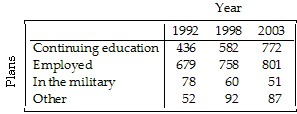 Year
1992 1998 2003
Plans
Continuing education 436 582 772
Employed 679 758 801
In the military 78 60 51
Other 52 92 87